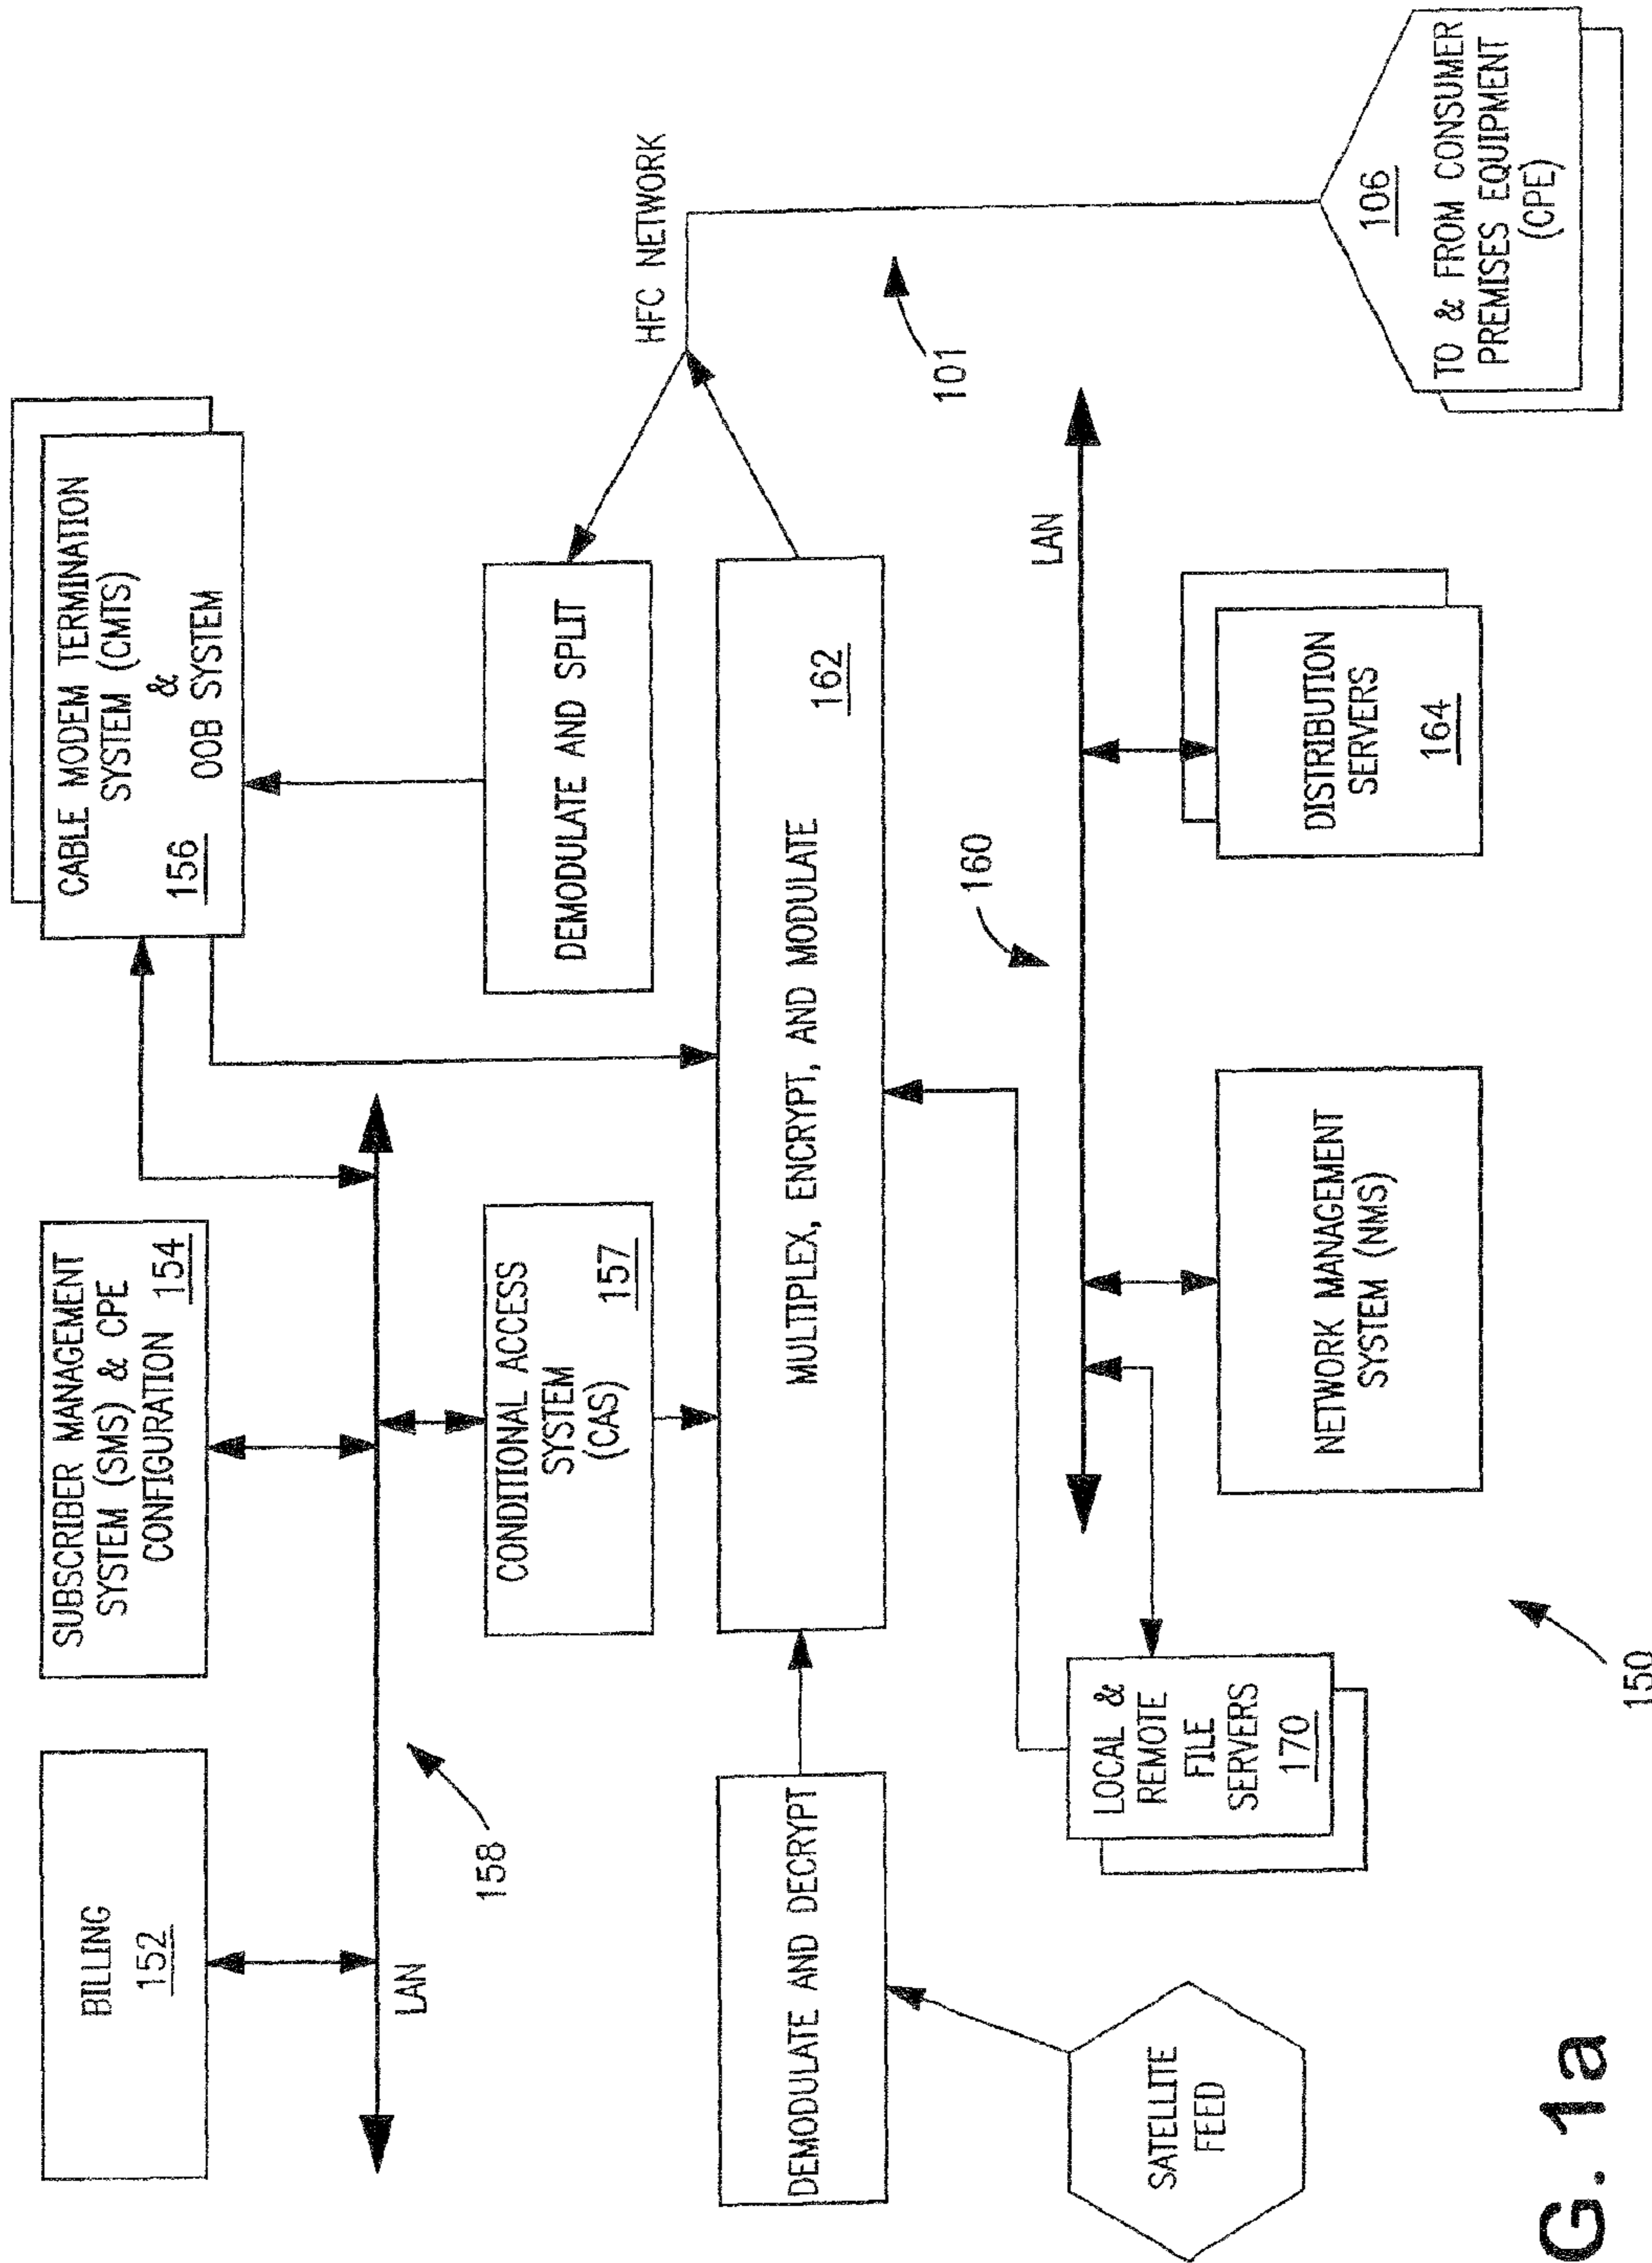 BILLING
152
SUBSCRIBER MANAGEMENT
SYSTEM (SMS) & CPE
CONFIGURATION 154
CABLE MODEM TERMINATION
SYSTEM (CMTS)
&
OOB SYSTEM
156
LAN
158
CONDITIONAL ACCESS
SYSTEM
(CAS)
157
DEMODULATE AND SPLIT
HFC NETWORK
DEMODULATE AND DECRYPT
MULTIPLEX, ENCRYPT, AND MODULATE
162
101
160
LAN
SATELLITE
FEED
LOCAL &
REMOTE
FILE
SERVERS
170
NETWORK MANAGEMENT
SYSTEM (NMS)
DISTRIBUTION
SERVERS
164
106
TO & FROM CONSUMER
PREMISES EQUIPMENT
(CPE)
150
G. 1a